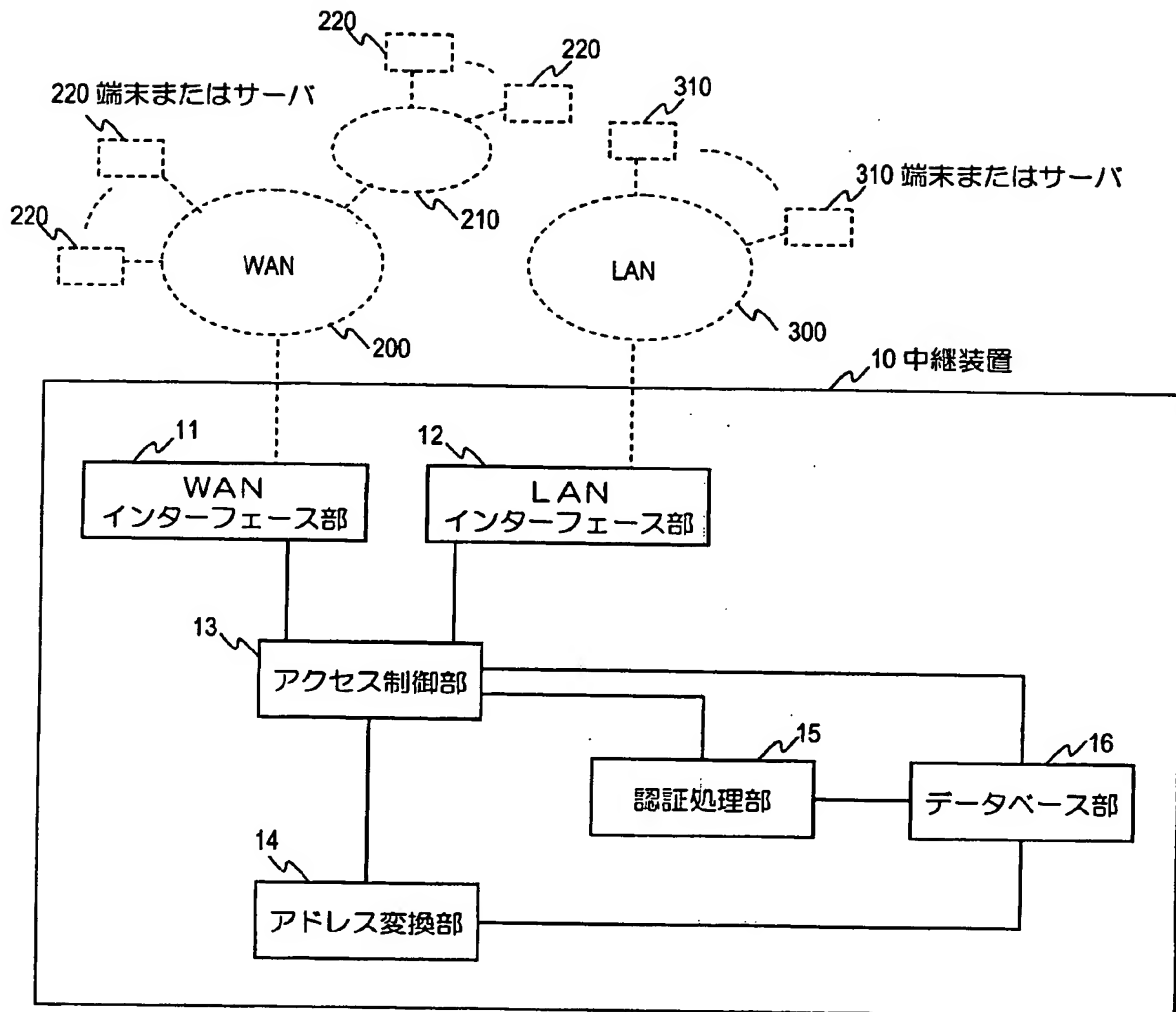 220
220
220 端末またはサーバ
310
310 端末またはサーバ
220
210
WAN
LAN
200
300
10 中継装置
11
12
WAN
インターフェース部
LAN
インターフェース部
13
アクセス制御部
15
16
認証処理部
データベース部
14
アドレス変換部